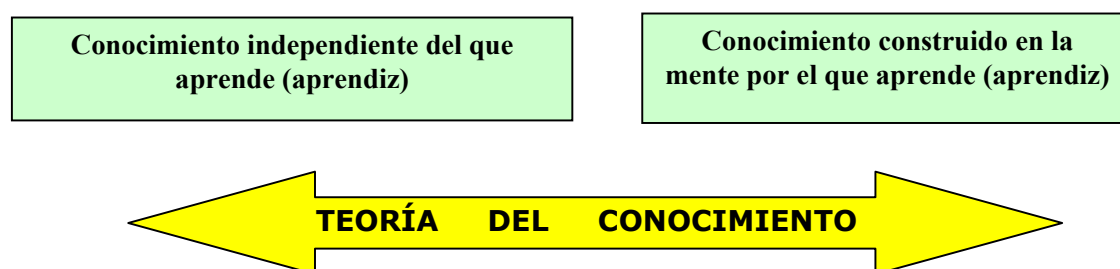 Conocimiento independiente del que
aprende (aprendiz)
Conocimiento construido en la
mente por el que aprende (aprendiz)
TEORÍA DEL CONOCIMIENTO